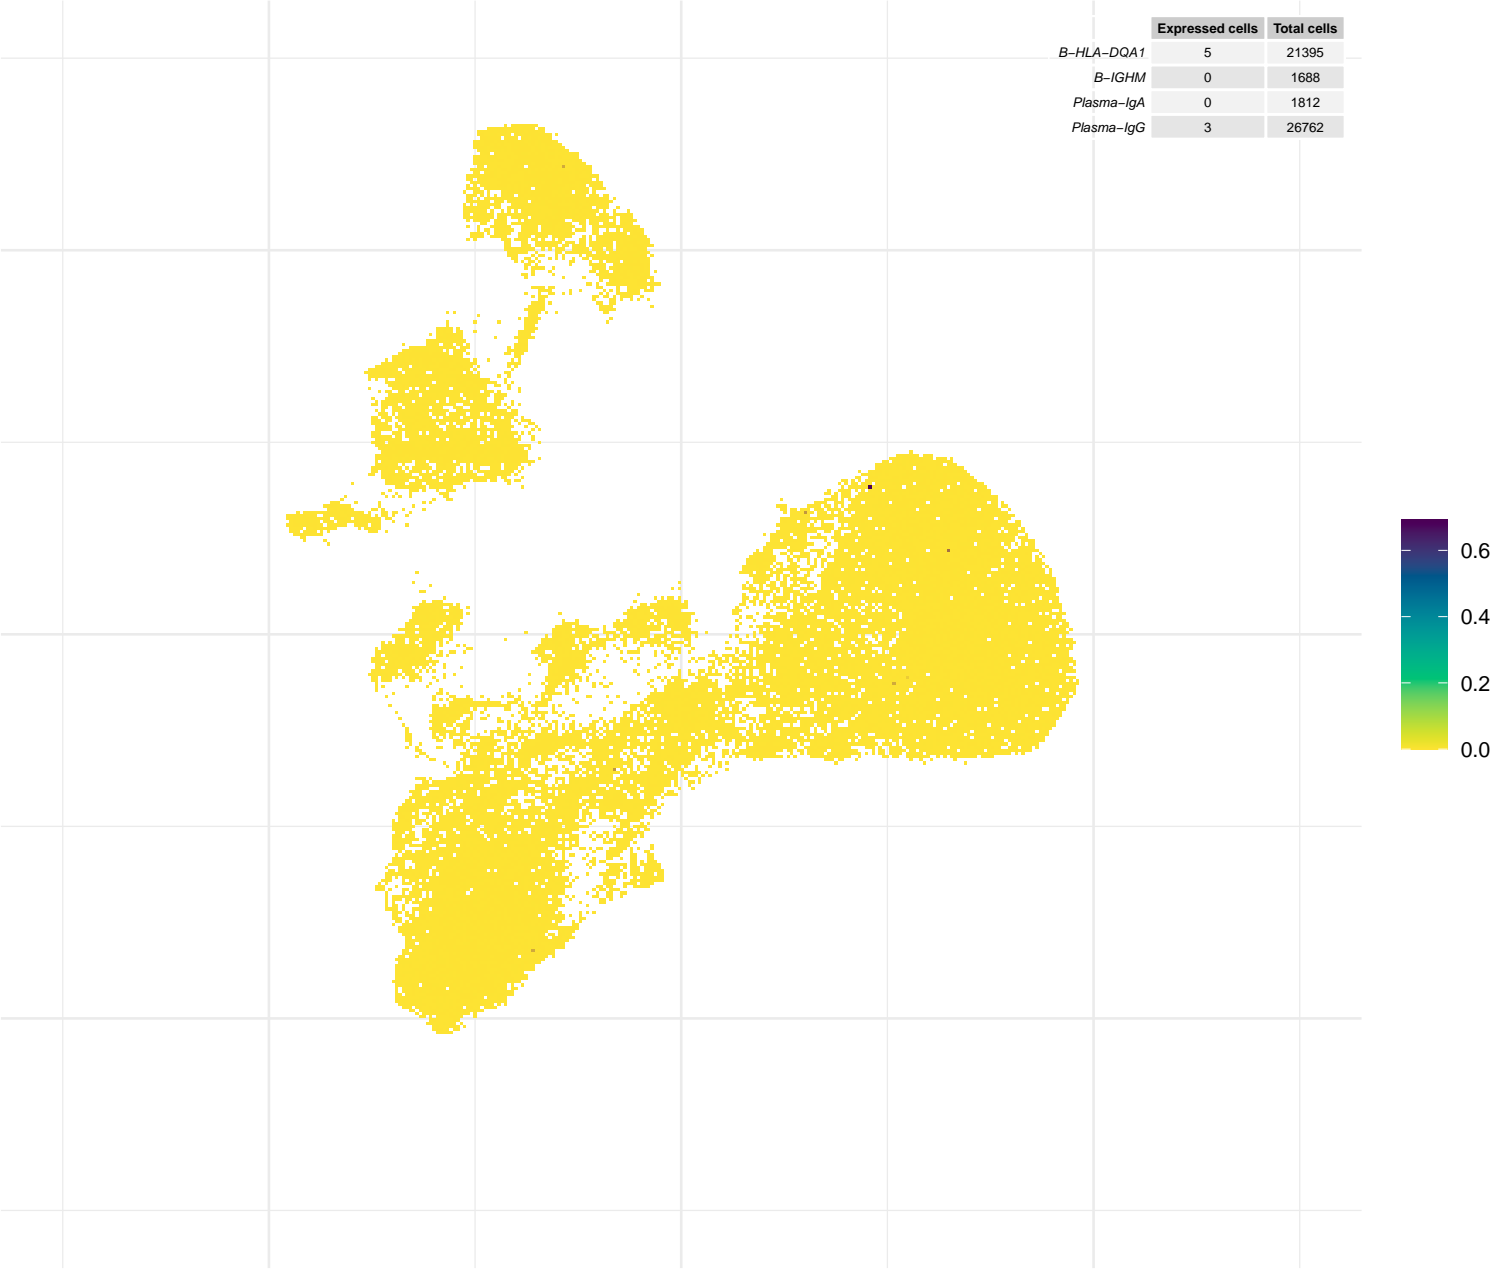 Expressed cells Total cells
B−HLA−DQA1 5 21395
B−IGHM 0 1688
Plasma−IgA 0 1812
Plasma−IgG 3 26762
0.6
0.4
0.2
0.0